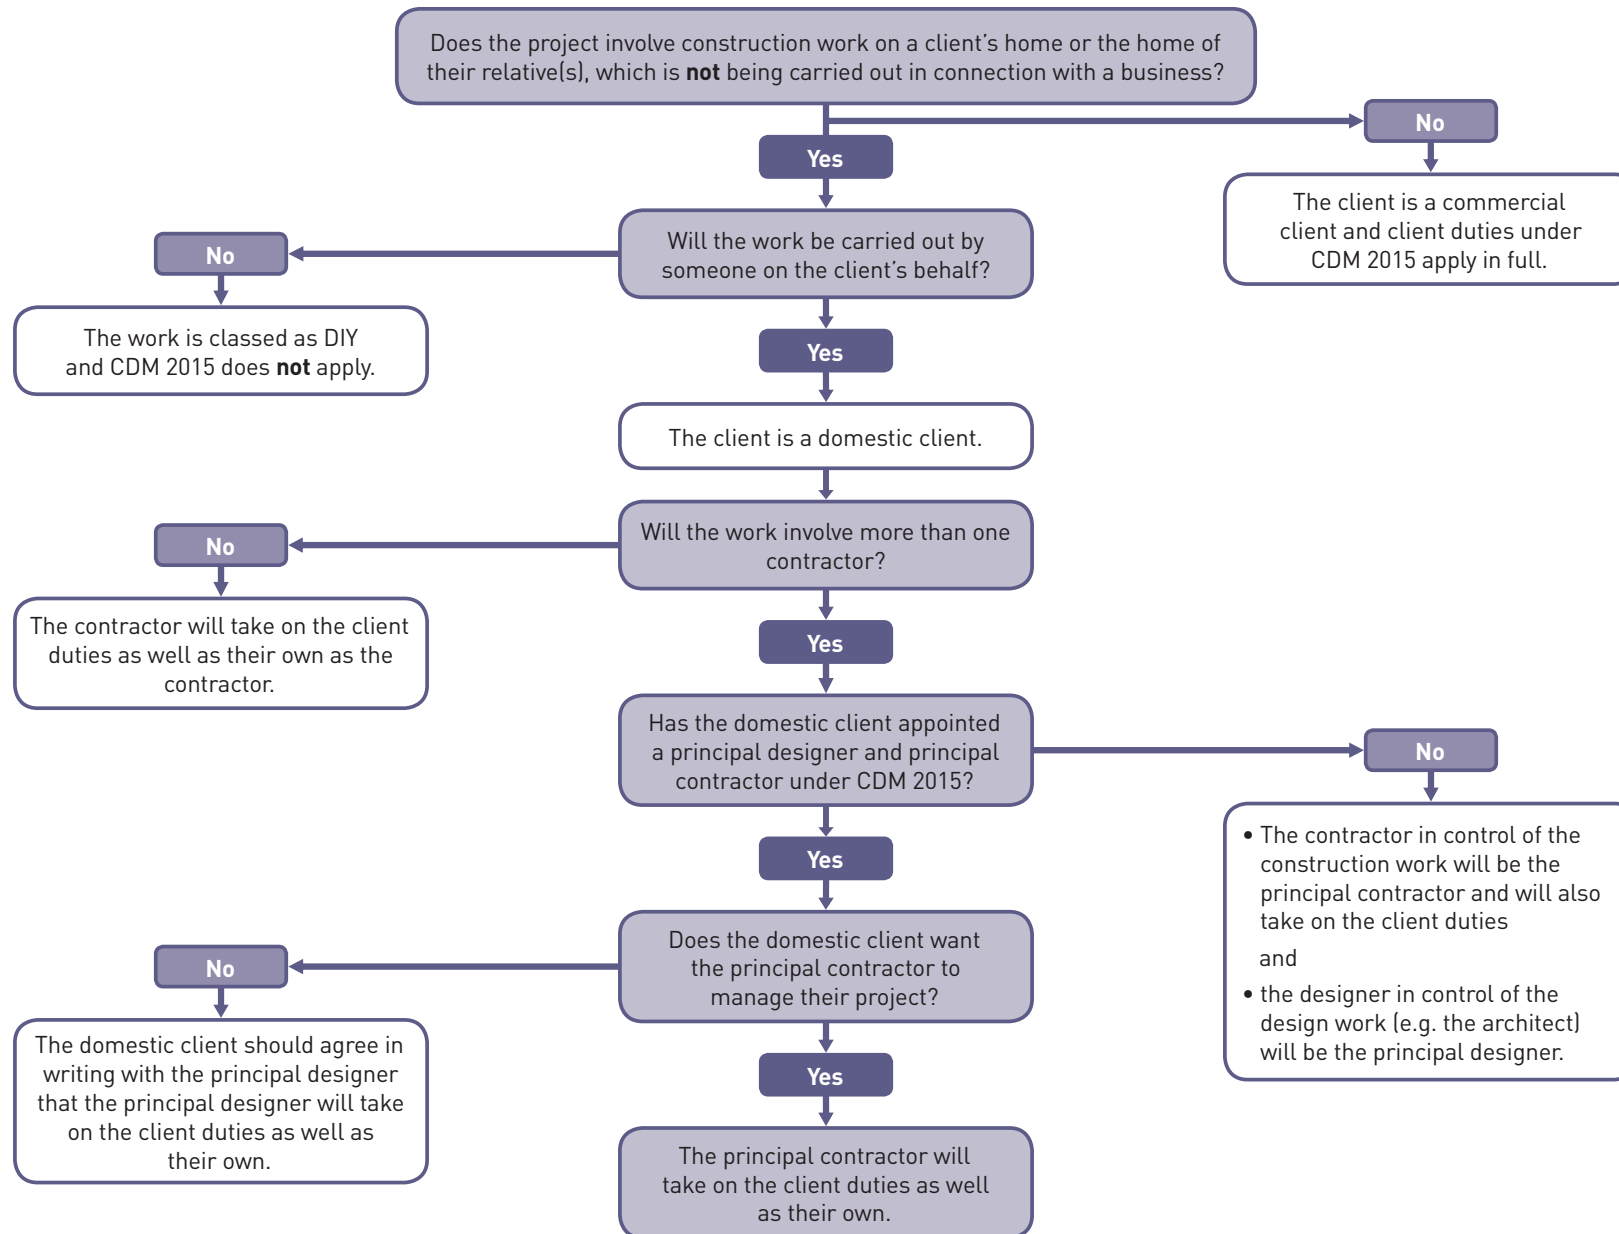 Does the project involve construction work on a client’s home or the home of
their relative(s), which is not being carried out in connection with a business?
No
Yes
The client is a commercial
client and client duties under
CDM 2015 apply in full.
Will the work be carried out by
someone on the client’s behalf?
No
The work is classed as DIY
and CDM 2015 does not apply.
Yes
The client is a domestic client.
Will the work involve more than one
contractor?
No
The contractor will take on the client
duties as well as their own as the
contractor.
Yes
Has the domestic client appointed
a principal designer and principal
contractor under CDM 2015?
No
• The contractor in control of the
construction work will be the
principal contractor and will also
take on the client duties
and
• the designer in control of the
design work (e.g. the architect)
will be the principal designer.
Yes
Does the domestic client want
the principal contractor to
manage their project?
No
The domestic client should agree in
writing with the principal designer
that the principal designer will take
on the client duties as well as
their own.
Yes
The principal contractor will
take on the client duties as well
as their own.